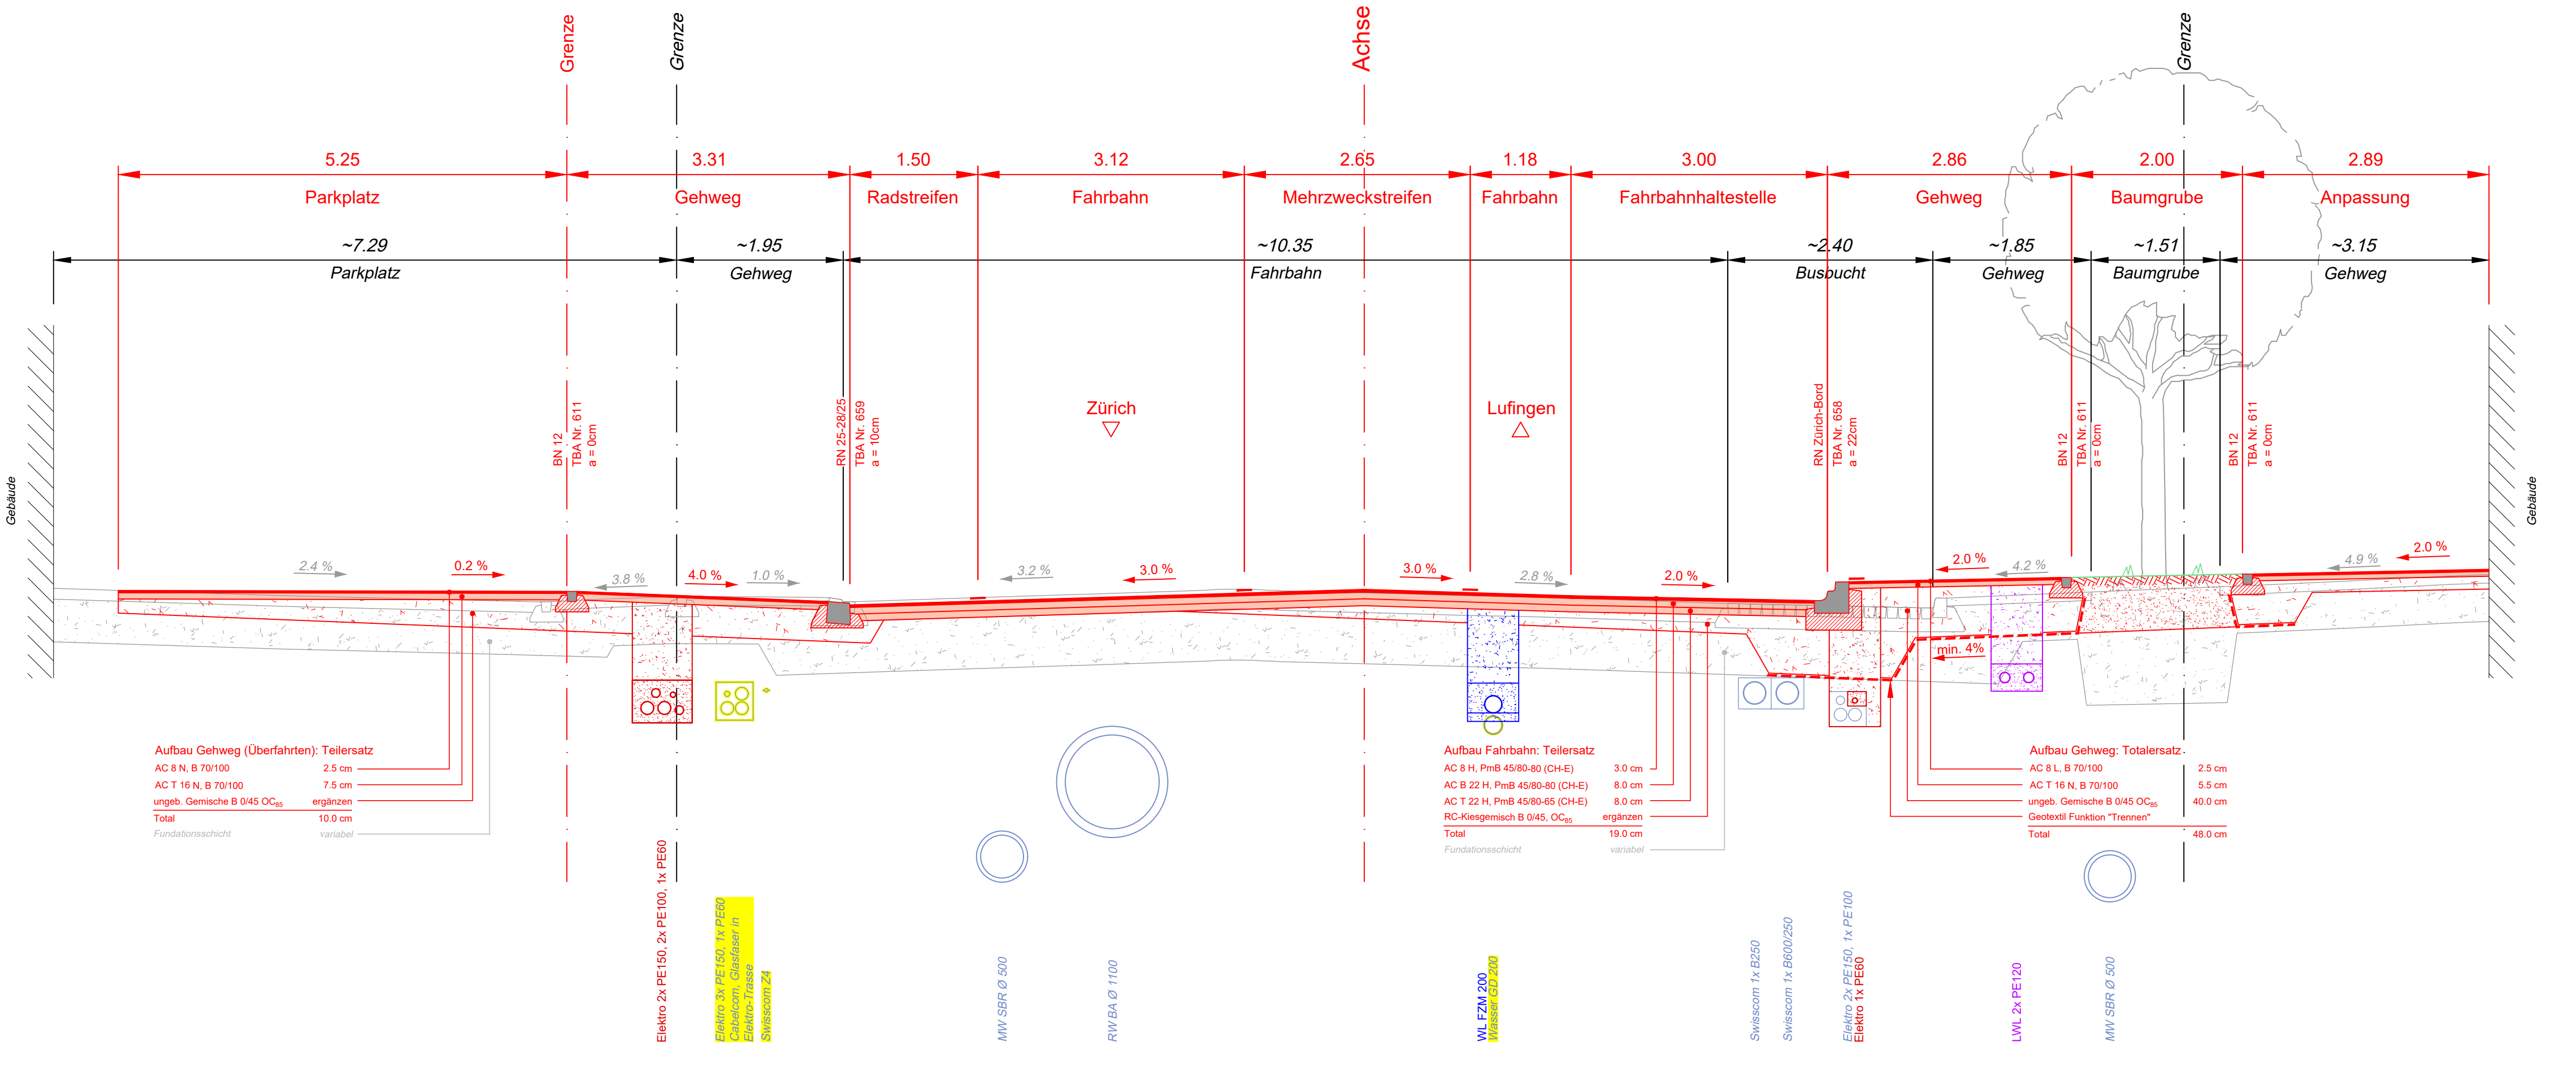 Grenze
Grenze
Achse
Grenze
5.25
3.31
1.50
3.12
2.65
1.18
3.00
2.86
2.00
2.89
Parkplatz
Gehweg
Radstreifen
Fahrbahn
Mehrzweckstreifen
Fahrbahn
Fahrbahnhaltestelle
Gehweg
Baumgrube
Anpassung
~7.29
~1.95
~10.35
~2.40
~1.85
~1.51
~3.15
Parkplatz
Gehweg
Fahrbahn
Busbucht
Gehweg
Baumgrube
Gehweg
BN 12
TBA Nr. 611
a = 0cm
RN 25-28/25
TBA Nr. 659
a = 10cm
Zürich
Lufingen
RN Zürich-Bord
TBA Nr. 658
a = 22cm
BN 12
TBA Nr. 611
a = 0cm
BN 12
TBA Nr. 611
a = 0cm
Gebäude
Gebäude
2.4 %
0.2 %
3.8 %
4.0 %
1.0 %
3.2 %
3.0 %
3.0 %
2.8 %
2.0 %
2.0 %
4.2 %
4.9 %
2.0 %
min. 4%
Aufbau Gehweg (Überfahrten): Teilersatz
AC 8 N, B 70/100 2.5 cm
AC T 16 N, B 70/100 7.5 cm
ungeb. Gemische B 0/45 OC85 ergänzen
Total 10.0 cm
Fundationsschicht variabel
Aufbau Fahrbahn: Teilersatz
AC 8 H, PmB 45/80-80 (CH-E) 3.0 cm
AC B 22 H, PmB 45/80-80 (CH-E) 8.0 cm
AC T 22 H, PmB 45/80-65 (CH-E) 8.0 cm
RC-Kiesgemisch B 0/45, OC85 ergänzen
Total 19.0 cm
Fundationsschicht variabel
Aufbau Gehweg: Totalersatz
AC 8 L, B 70/100 2.5 cm
AC T 16 N, B 70/100 5.5 cm
ungeb. Gemische B 0/45 OC85 40.0 cm
Geotextil Funktion "Trennen"
Total 48.0 cm
Elektro 2x PE150, 2x PE100, 1x PE60
Elektro 3x PE150, 1x PE60
Cabelcom, Glasfaser in
Elektro-Trasse
Swisscom Z4
MW SBR Ø 500
RW BA Ø 1100
WL FZM 200
Wasser GD 200
Swisscom 1x B250
Swisscom 1x B600/250
Elektro 2x PE150, 1x PE100
Elektro 1x PE60
LWL 2x PE120
MW SBR Ø 500